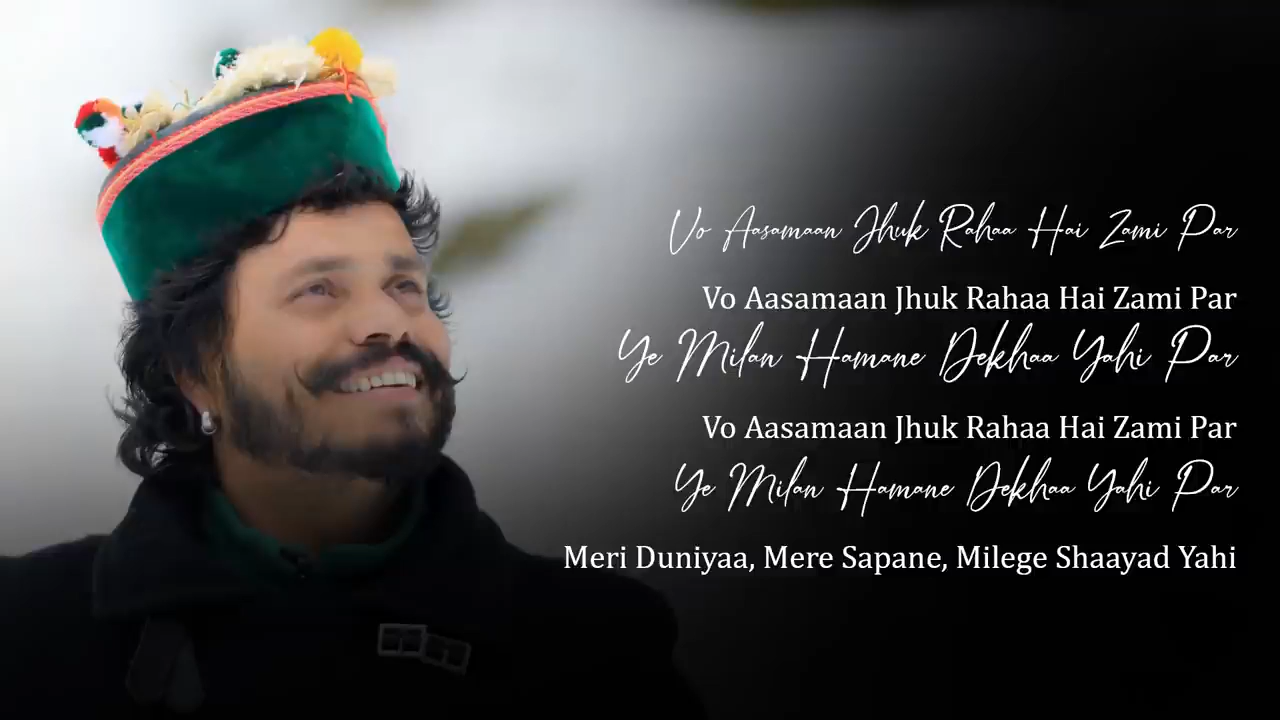 Vo Aasamaan Jhuk Rahaa Hai Zami Par
Vo Aasamaan Jhuk Rahaa Hai Zami Par
Ye Milan Hamane Dekhaa Yahi Par
Vo Aasamaan Jhuk Rahaa Hai Zami Par
Ye Milan Hamane Dekhaa Yahi Par
Meri Duniyaa, Mere Sapane, Milege Shaayad Yahi